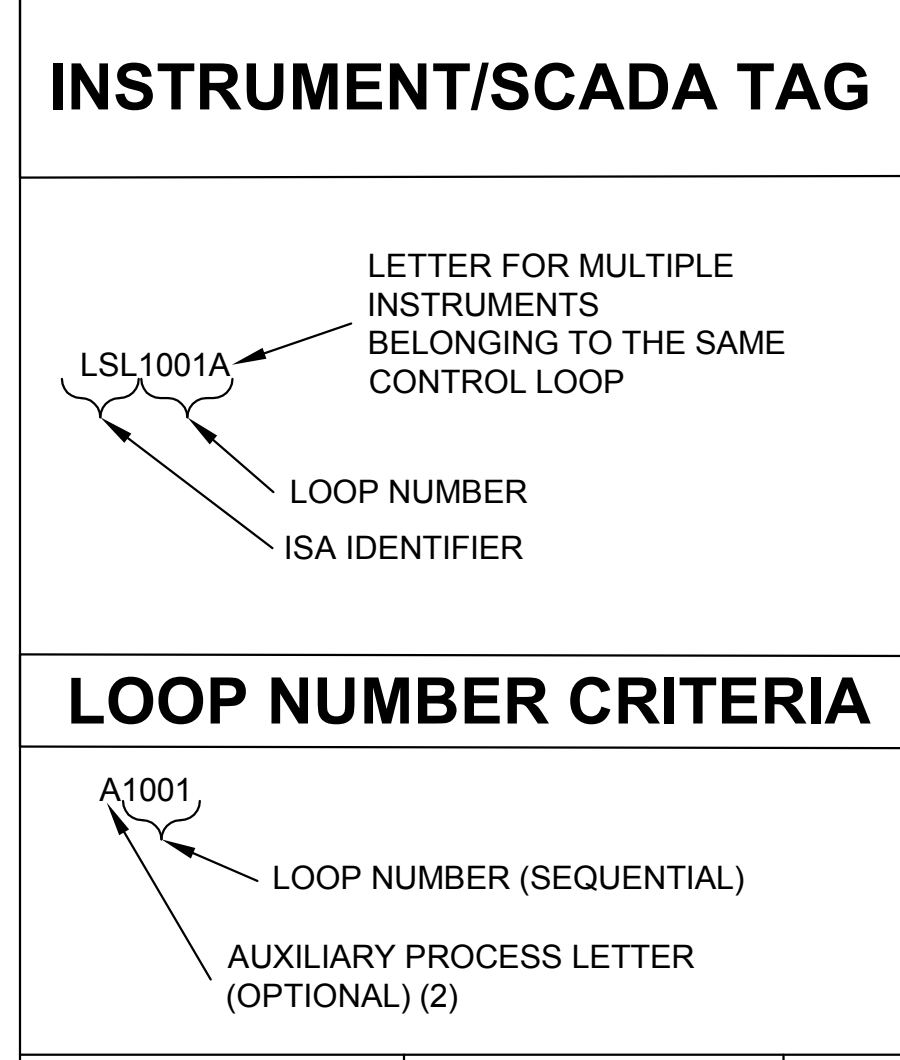 INSTRUMENT/SCADA TAG
LETTER FOR MULTIPLE
INSTRUMENTS
BELONGING TO THE SAME
CONTROL LOOP
LSL1001A
LOOP NUMBER
ISA IDENTIFIER
LOOP NUMBER CRITERIA
A1001
LOOP NUMBER (SEQUENTIAL)
AUXILIARY PROCESS LETTER
(OPTIONAL) (2)